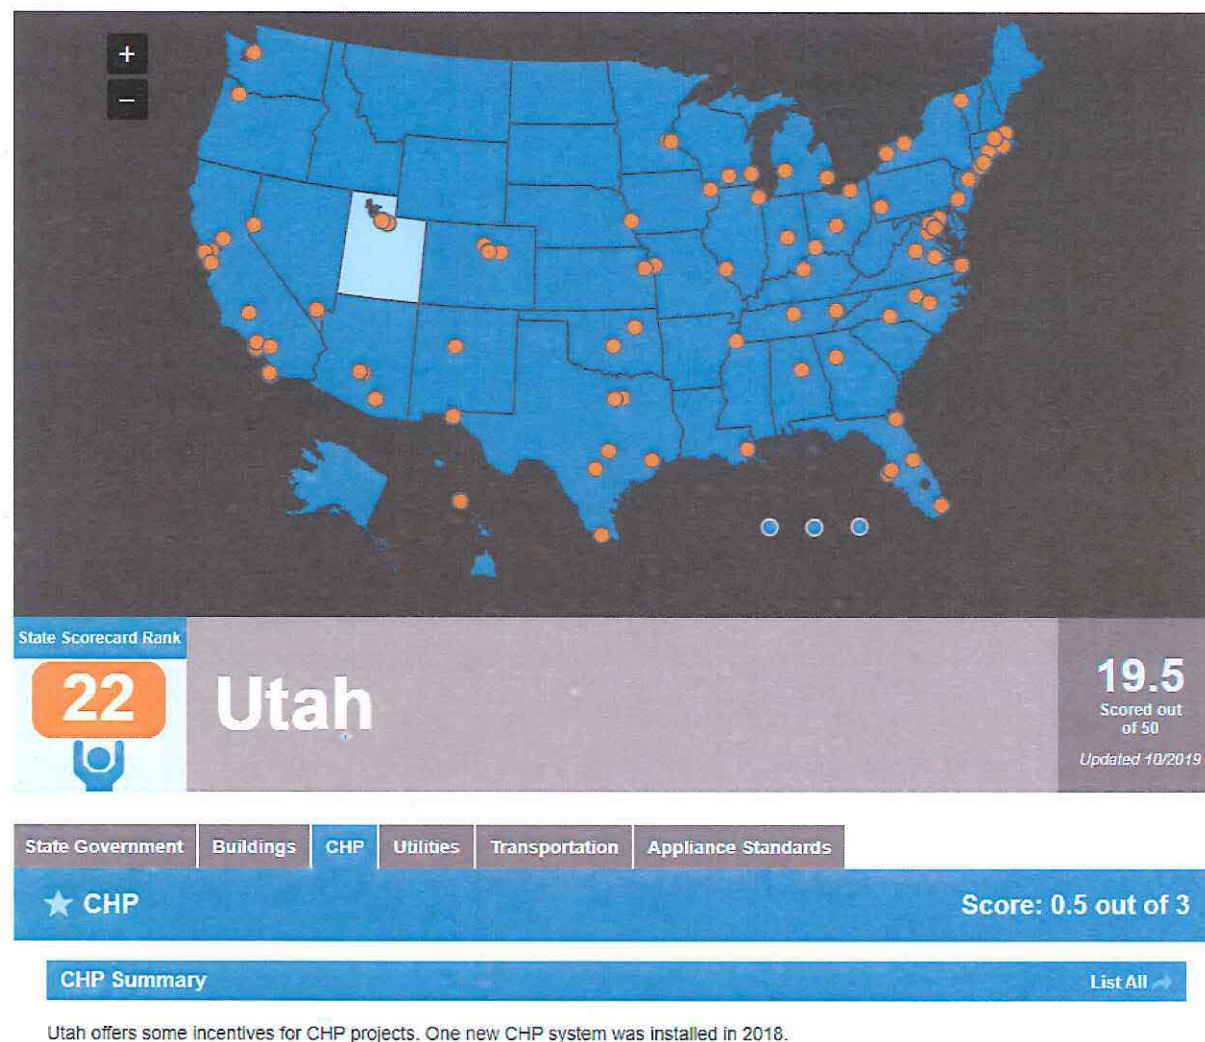 +
−
State Scorecard Rank
22
Utah
19.5
Scored out
of 50
Updated 10/2019
State Government Buildings CHP Utilities Transportation Appliance Standards
CHP
Score: 0.5 out of 3
CHP Summary
List All
Utah offers some incentives for CHP projects. One new CHP system was installed in 2018.